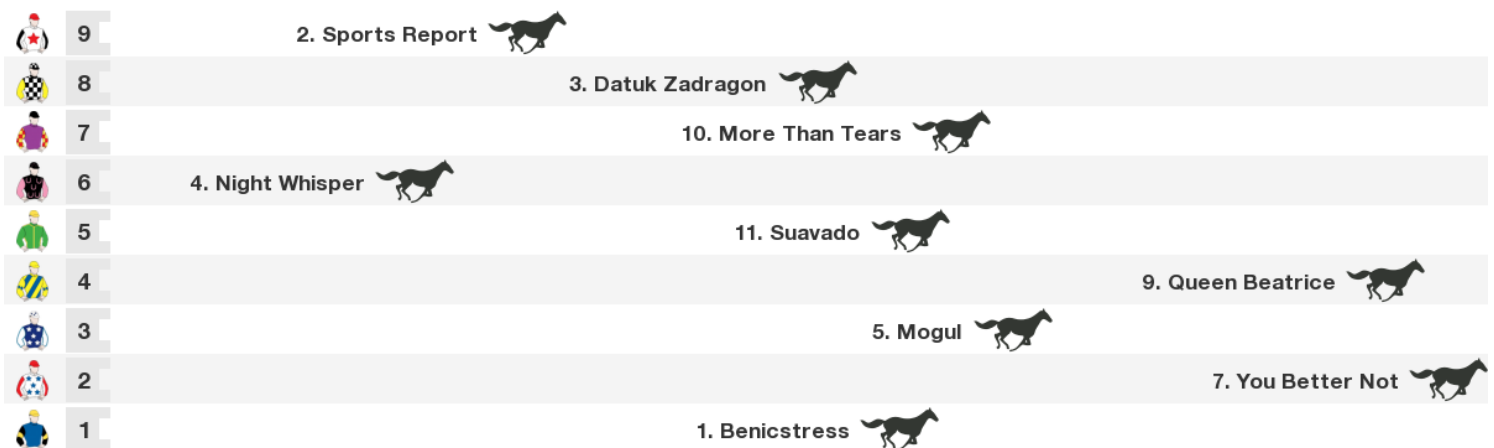 9 2. Sports Report
8 3. Datuk Zadragon
7 10. More Than Tears
6 4. Night Whisper
5 11. Suavado
4 9. Queen Beatrice
3 5. Mogul
2 7. You Better Not
1 1. Benicstress